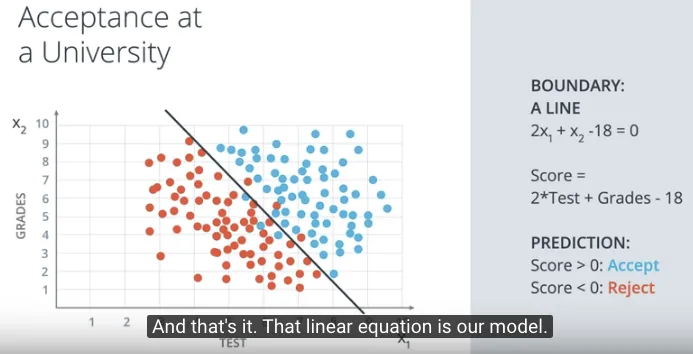 Acceptance at
a University
X₂
10
9
8
7
6
5
4
3
2
1
GRADES
1
2
TEST
X₁
BOUNDARY:
A LINE
2x₁ + x₂ -18 = 0
Score =
2*Test + Grades - 18
PREDICTION:
Score > 0: Accept
Score < 0: Reject
And that's it. That linear equation is our model.